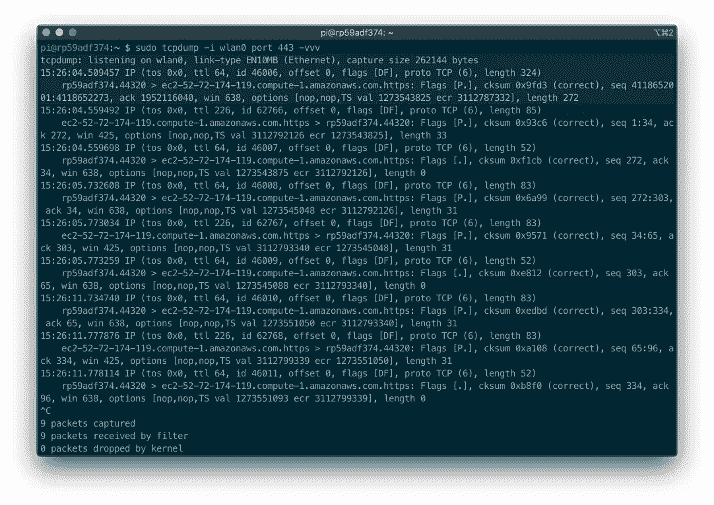 pi@rp59adf374: ~
⌥⌘2
pi@rp59adf374:~ $ sudo tcpdump -i wlan0 port 443 -vvv
tcpdump: listening on wlan0, link-type EN10MB (Ethernet), capture size 262144 bytes
15:26:04.509457 IP (tos 0x0, ttl 64, id 46006, offset 0, flags [DF], proto TCP (6), length 324)
rp59adf374.44320 > ec2-52-72-174-119.compute-1.amazonaws.com.https: Flags [P.], cksum 0x9fd3 (correct), seq 41186520
01:4118652273, ack 1952116040, win 638, options [nop,nop,TS val 1273543825 ecr 3112787332], length 272
15:26:04.559492 IP (tos 0x0, ttl 226, id 62766, offset 0, flags [DF], proto TCP (6), length 85)
ec2-52-72-174-119.compute-1.amazonaws.com.https > rp59adf374.44320: Flags [P.], cksum 0x93c6 (correct), seq 1:34, ac
k 272, win 425, options [nop,nop,TS val 3112792126 ecr 1273543825], length 33
15:26:04.559698 IP (tos 0x0, ttl 64, id 46007, offset 0, flags [DF], proto TCP (6), length 52)
rp59adf374.44320 > ec2-52-72-174-119.compute-1.amazonaws.com.https: Flags [.], cksum 0xf1cb (correct), seq 272, ack
34, win 638, options [nop,nop,TS val 1273543875 ecr 3112792126], length 0
15:26:05.732608 IP (tos 0x0, ttl 64, id 46008, offset 0, flags [DF], proto TCP (6), length 83)
rp59adf374.44320 > ec2-52-72-174-119.compute-1.amazonaws.com.https: Flags [P.], cksum 0x6a99 (correct), seq 272:303,
ack 34, win 638, options [nop,nop,TS val 1273545048 ecr 3112792126], length 31
15:26:05.773034 IP (tos 0x0, ttl 226, id 62767, offset 0, flags [DF], proto TCP (6), length 83)
ec2-52-72-174-119.compute-1.amazonaws.com.https > rp59adf374.44320: Flags [P.], cksum 0x9571 (correct), seq 34:65, a
ck 303, win 425, options [nop,nop,TS val 3112793340 ecr 1273545048], length 31
15:26:05.773259 IP (tos 0x0, ttl 64, id 46009, offset 0, flags [DF], proto TCP (6), length 52)
rp59adf374.44320 > ec2-52-72-174-119.compute-1.amazonaws.com.https: Flags [.], cksum 0xe812 (correct), seq 303, ack
65, win 638, options [nop,nop,TS val 1273545088 ecr 3112793340], length 0
15:26:11.734740 IP (tos 0x0, ttl 64, id 46010, offset 0, flags [DF], proto TCP (6), length 83)
rp59adf374.44320 > ec2-52-72-174-119.compute-1.amazonaws.com.https: Flags [P.], cksum 0xedbd (correct), seq 303:334,
ack 65, win 638, options [nop,nop,TS val 1273551050 ecr 3112793340], length 31
15:26:11.777876 IP (tos 0x0, ttl 226, id 62768, offset 0, flags [DF], proto TCP (6), length 83)
ec2-52-72-174-119.compute-1.amazonaws.com.https > rp59adf374.44320: Flags [P.], cksum 0xa108 (correct), seq 65:96, a
ck 334, win 425, options [nop,nop,TS val 3112799339 ecr 1273551050], length 31
15:26:11.778114 IP (tos 0x0, ttl 64, id 46011, offset 0, flags [DF], proto TCP (6), length 52)
rp59adf374.44320 > ec2-52-72-174-119.compute-1.amazonaws.com.https: Flags [.], cksum 0xb8f0 (correct), seq 334, ack
96, win 638, options [nop,nop,TS val 1273551093 ecr 3112799339], length 0
^C
9 packets captured
9 packets received by filter
0 packets dropped by kernel